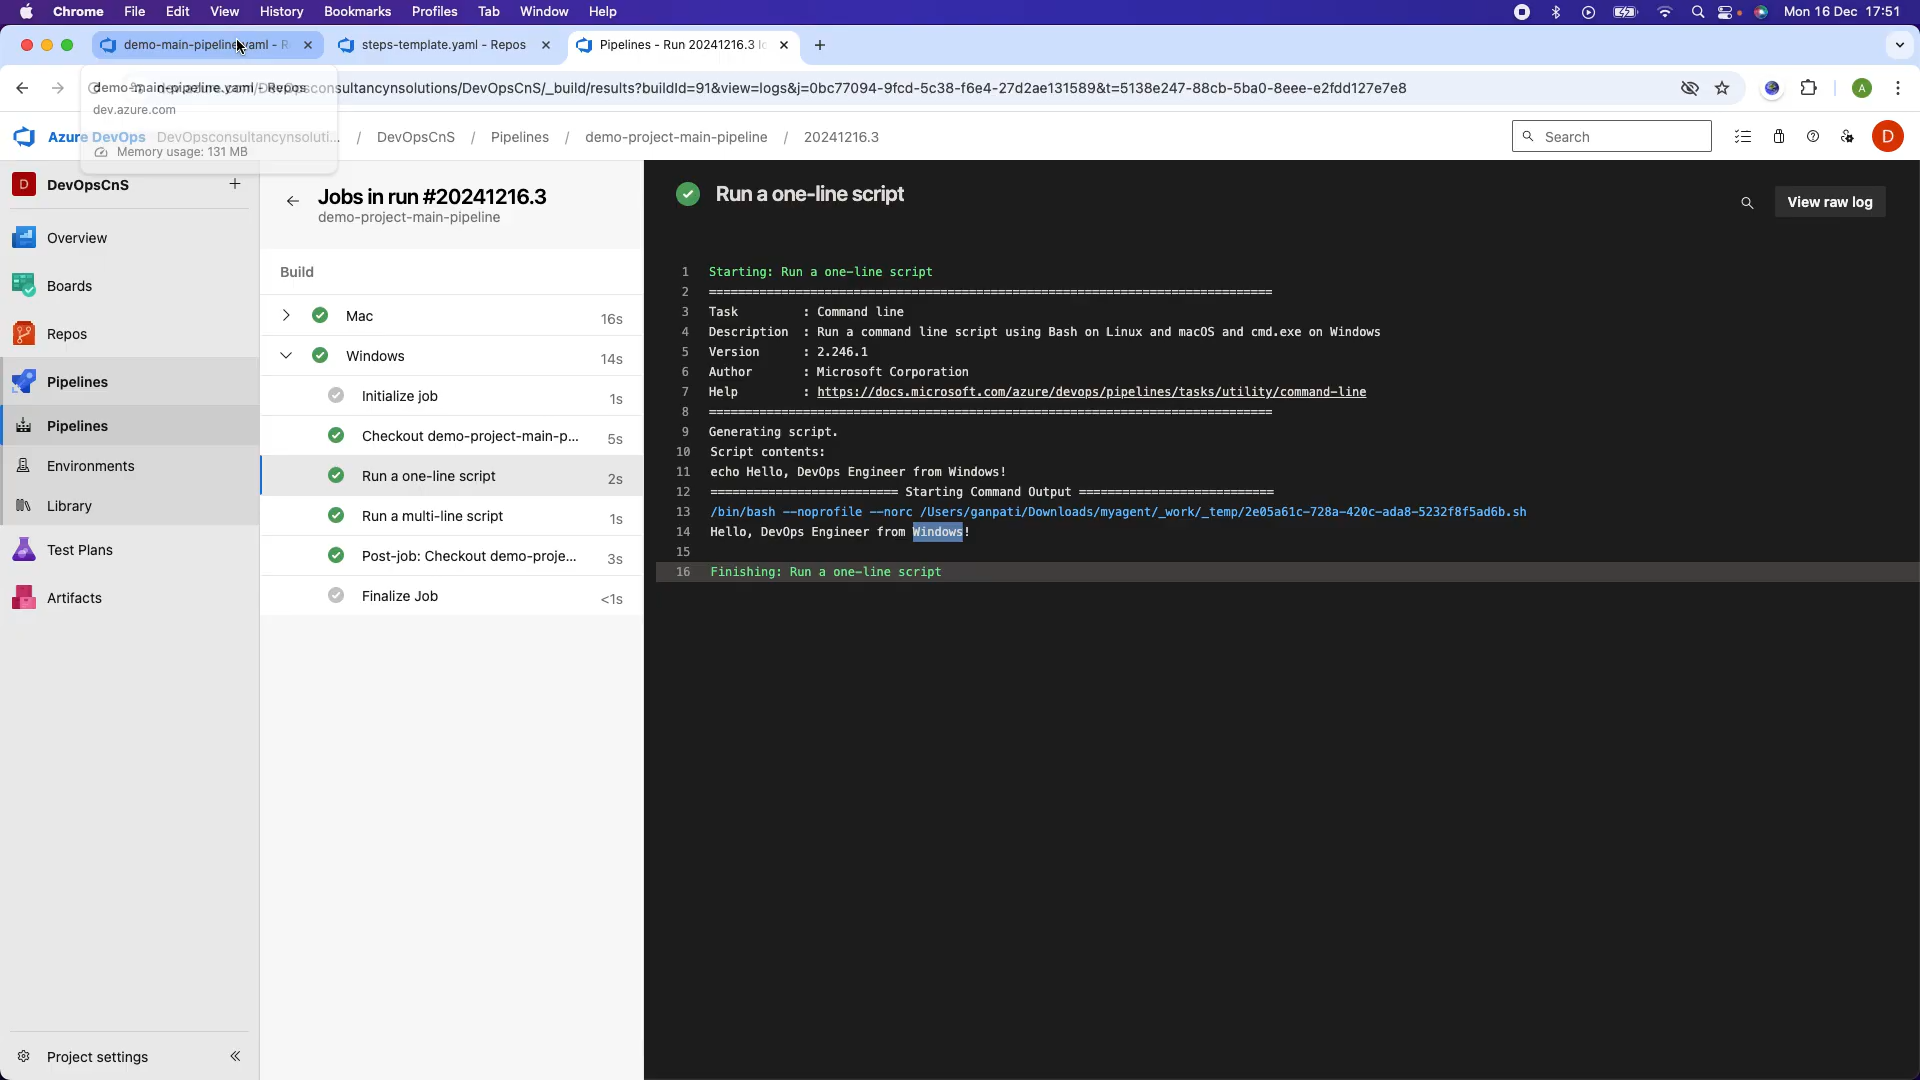 Chrome File Edit View History Bookmarks Profiles Tab Window Help Mon 16 Dec 17:51
demo-main-pipeline.yaml - R steps-template.yaml - Repos Pipelines - Run 20241216.3 lo
sultancynsolutions/DevOpsCnS/_build/results?buildId=91&view=logs&j=0bc77094-9fcd-5c38-f6e4-27d2ae131589&t=5138e247-88cb-5ba0-8eee-e2fdd127e7e8 A
demo-main-pipeline.yaml - Repos
dev.azure.com
Memory usage: 131 MB
Azure DevOps DevOpsconsultancynsoluti... / DevOpsCnS / Pipelines / demo-project-main-pipeline / 20241216.3 Search D
D DevOpsCnS
Overview
Boards
Repos
Pipelines
Pipelines
Environments
Library
Test Plans
Artifacts
Project settings
Jobs in run #20241216.3
demo-project-main-pipeline
Build
Mac 16s
Windows 14s
Initialize job 1s
Checkout demo-project-main-p... 5s
Run a one-line script 2s
Run a multi-line script 1s
Post-job: Checkout demo-proje... 3s
Finalize Job <1s
Run a one-line script
View raw log
1 Starting: Run a one-line script
2 ==============================================================================
3 Task : Command line
4 Description : Run a command line script using Bash on Linux and macOS and cmd.exe on Windows
5 Version : 2.246.1
6 Author : Microsoft Corporation
7 Help : https://docs.microsoft.com/azure/devops/pipelines/tasks/utility/command-line
8 ==============================================================================
9 Generating script.
10 Script contents:
11 echo Hello, DevOps Engineer from Windows!
12 ========================== Starting Command Output ===========================
13 /bin/bash --noprofile --norc /Users/ganpati/Downloads/myagent/_work/_temp/2e05a61c-728a-420c-ada8-5232f8f5ad6b.sh
14 Hello, DevOps Engineer from Windows!
15
16 Finishing: Run a one-line script